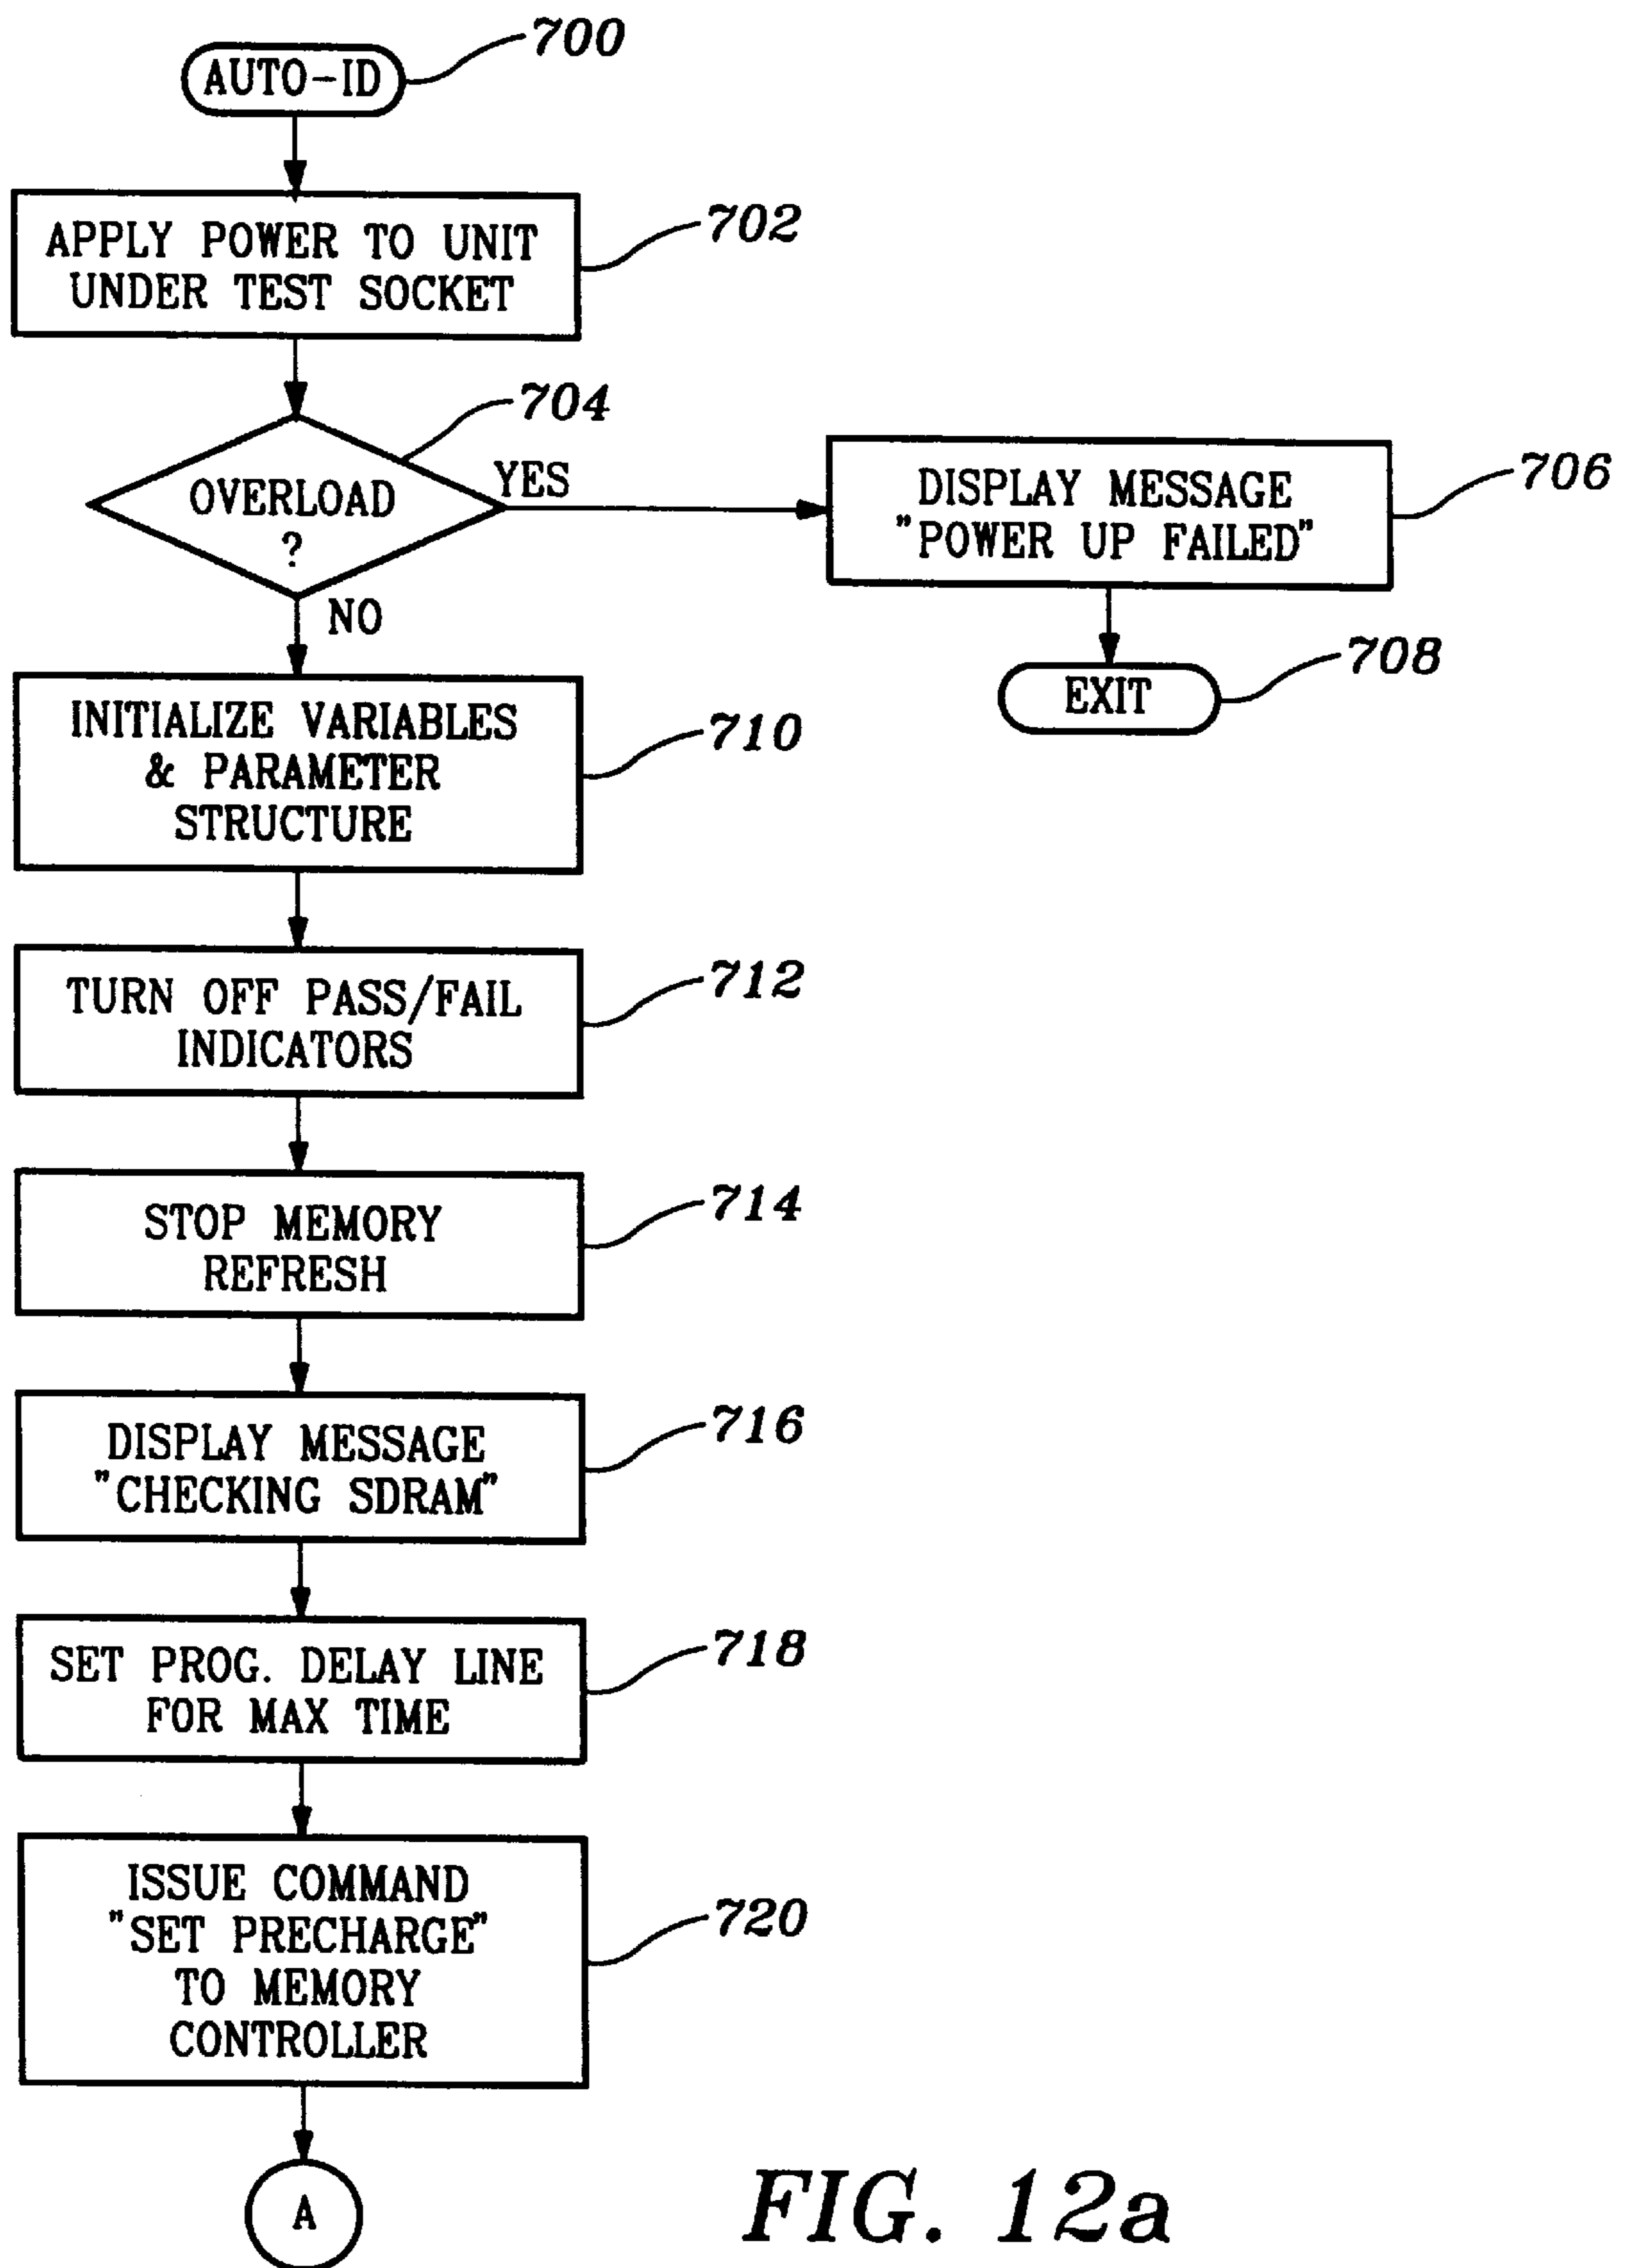 700
AUTO-ID
702
APPLY POWER TO UNIT
UNDER TEST SOCKET
704
OVERLOAD
?
YES
NO
706
DISPLAY MESSAGE
"POWER UP FAILED"
708
EXIT
710
INITIALIZE VARIABLES
& PARAMETER
STRUCTURE
712
TURN OFF PASS/FAIL
INDICATORS
714
STOP MEMORY
REFRESH
716
DISPLAY MESSAGE
"CHECKING SDRAM"
718
SET PROG. DELAY LINE
FOR MAX TIME
720
ISSUE COMMAND
"SET PRECHARGE"
TO MEMORY
CONTROLLER
A
FIG. 12a